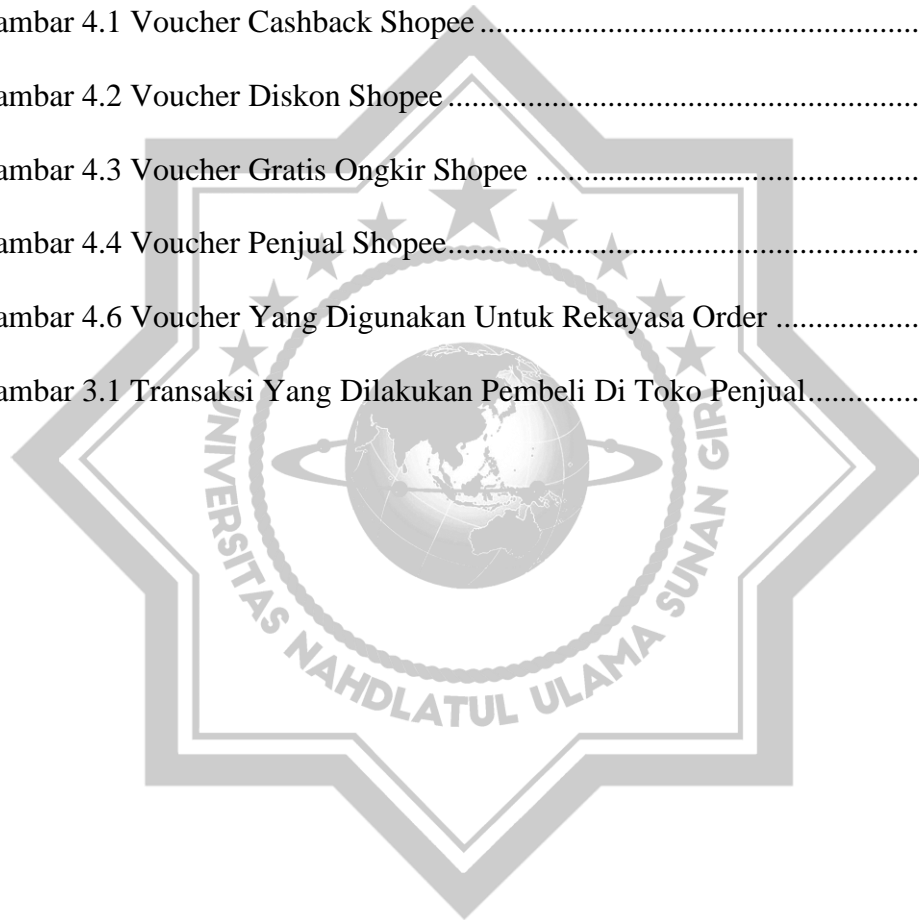 ambar 4.1 Voucher Cashback Shopee ........................................................
ambar 4.2 Voucher Diskon Shopee ............................................................
ambar 4.3 Voucher Gratis Ongkir Shopee .................................................
ambar 4.4 Voucher Penjual Shopee............................................................
ambar 4.6 Voucher Yang Digunakan Untuk Rekayasa Order ..................
ambar 3.1 Transaksi Yang Dilakukan Pembeli Di Toko Penjual..............
UNIVERSITAS NAHDLATUL ULAMA SUNAN GIRI